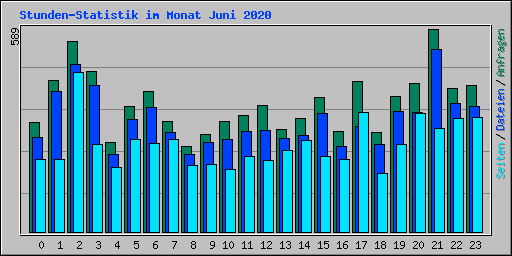 Stunden-Statistik im Monat Juni 2020
589
Seiten / Dateien / Anfragen
0 1 2 3 4 5 6 7 8 9 10 11 12 13 14 15 16 17 18 19 20 21 22 23